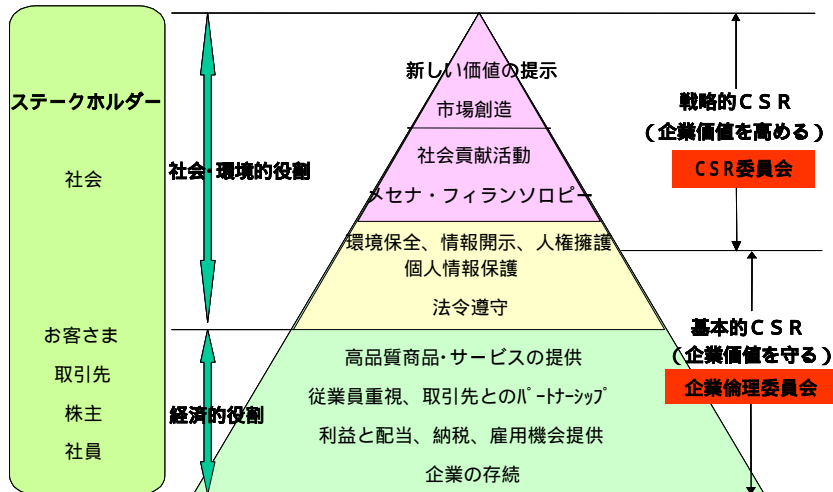 ステークホルダー
社会
お客さま
取引先
株主
社員
社会・環境的役割
経済的役割
新しい価値の提示
市場創造
社会貢献活動
メセナ・フィランソロピー
環境保全、情報開示、人権擁護
個人情報保護
法令遵守
高品質商品・サービスの提供
従業員重視、取引先とのﾊﾟｰﾄﾅｰｼｯﾌﾟ
利益と配当、納税、雇用機会提供
企業の存続
戦略的ＣＳＲ
（企業価値を高める）
CSR委員会
基本的ＣＳＲ
（企業価値を守る）
企業倫理委員会